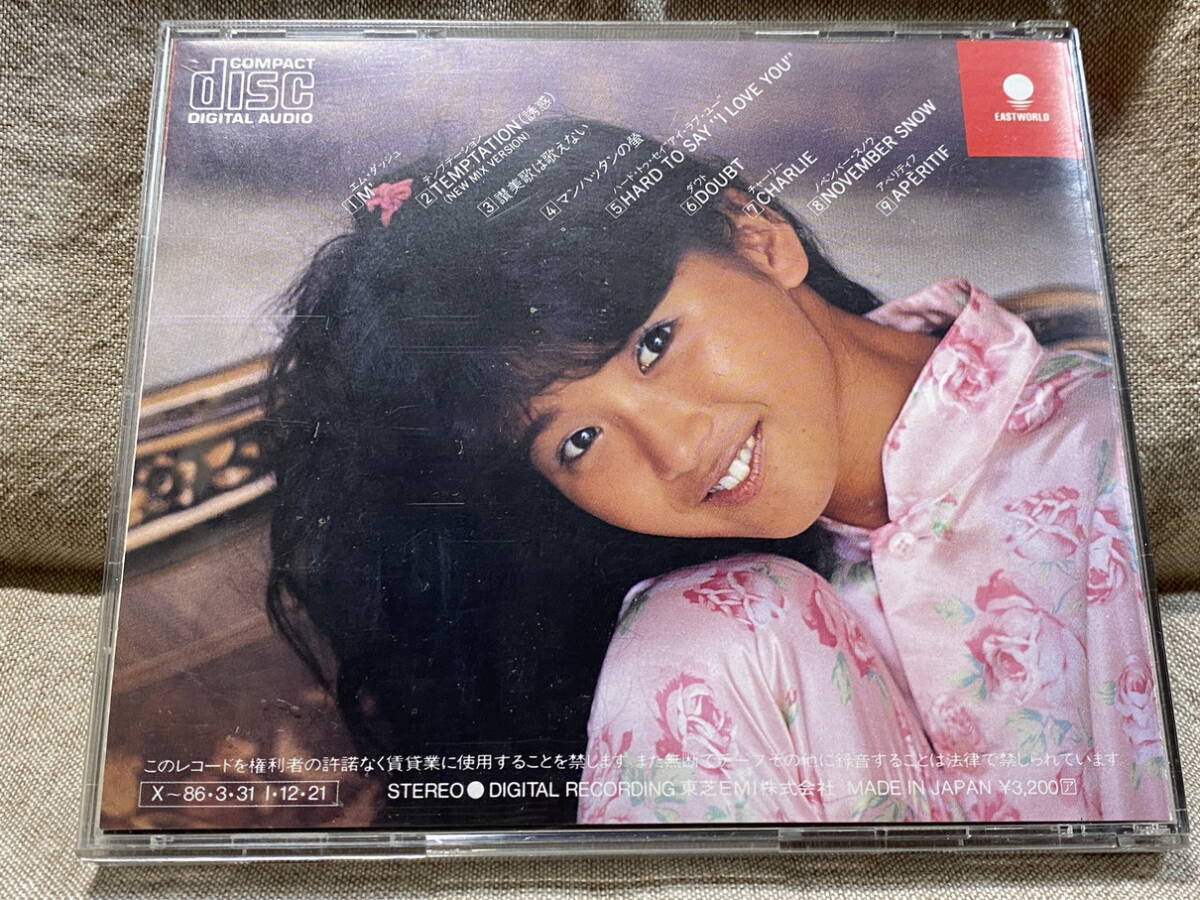 COMPACT
disc
DIGITAL AUDIO
EASTWORLD
エム・ダッシュ
1 M'
テンプテーション
2 TEMPTATION(誘惑)
(NEW MIX VERSION)
3 讃美歌は歌えない
4 マンハッタンの蛍
ハード・トゥ・セイ・アイ・ラブ・ユー
5 HARD TO SAY "I LOVE YOU"
ダウト
6 DOUBT
チャーリー
7 CHARLIE
ノベンバー・スノウ
8 NOVEMBER SNOW
アペリティフ
9 APERITIF
このレコードを権利者の許諾なく賃貸業に使用することを禁じます。また無断でテープその他に録音することは法律で禁じられています。
X~86・3・31 I・12・21
STEREO ● DIGITAL RECORDING 東芝EMI株式会社 MADE IN JAPAN ¥3,200 ア